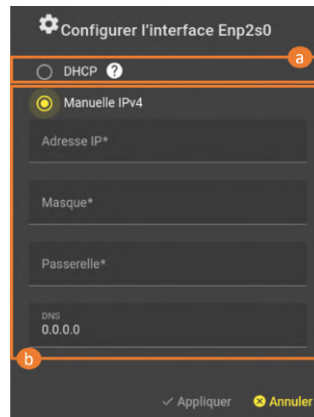 Configurer l'interface Enp2s0
a
DHCP ?
Manuelle IPv4
Adresse IP*
Masque*
Passerelle*
DNS
0.0.0.0
b
Appliquer Annuler